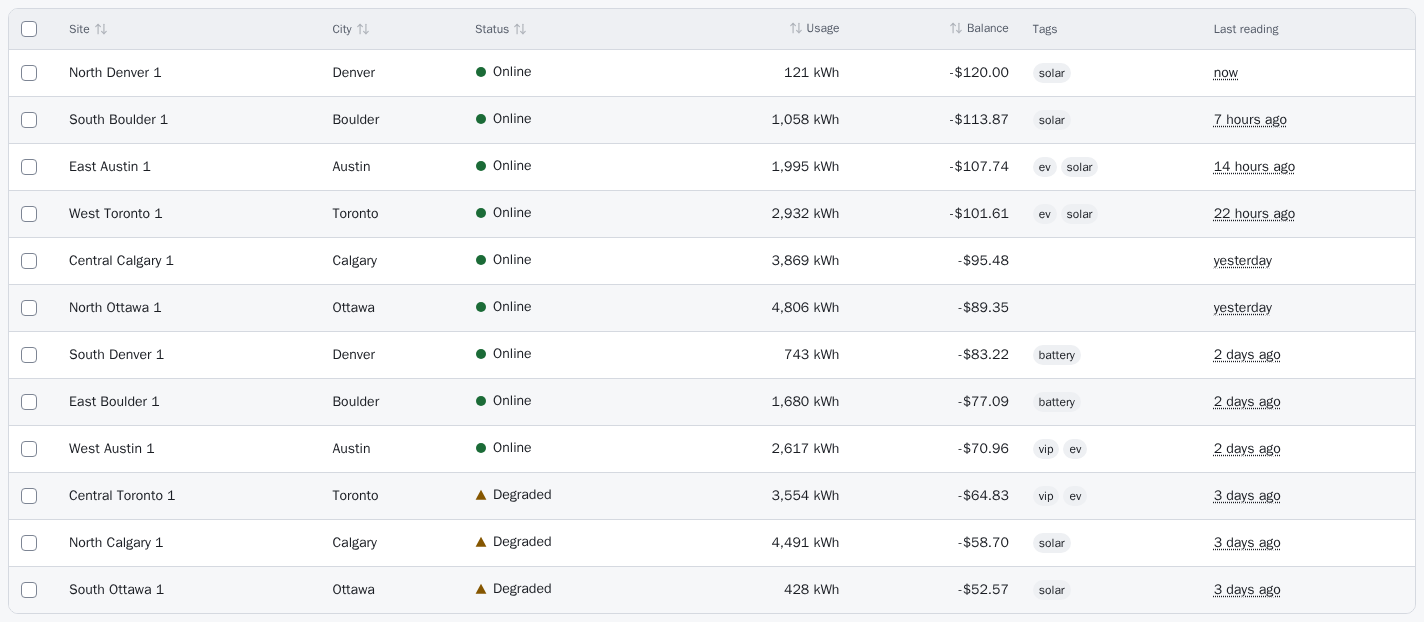 Site City Status Usage Balance Tags Last reading
North Denver 1 Denver Online 121 kWh -$120.00 solar now
South Boulder 1 Boulder Online 1,058 kWh -$113.87 solar 7 hours ago
East Austin 1 Austin Online 1,995 kWh -$107.74 ev solar 14 hours ago
West Toronto 1 Toronto Online 2,932 kWh -$101.61 ev solar 22 hours ago
Central Calgary 1 Calgary Online 3,869 kWh -$95.48 yesterday
North Ottawa 1 Ottawa Online 4,806 kWh -$89.35 yesterday
South Denver 1 Denver Online 743 kWh -$83.22 battery 2 days ago
East Boulder 1 Boulder Online 1,680 kWh -$77.09 battery 2 days ago
West Austin 1 Austin Online 2,617 kWh -$70.96 vip ev 2 days ago
Central Toronto 1 Toronto Degraded 3,554 kWh -$64.83 vip ev 3 days ago
North Calgary 1 Calgary Degraded 4,491 kWh -$58.70 solar 3 days ago
South Ottawa 1 Ottawa Degraded 428 kWh -$52.57 solar 3 days ago